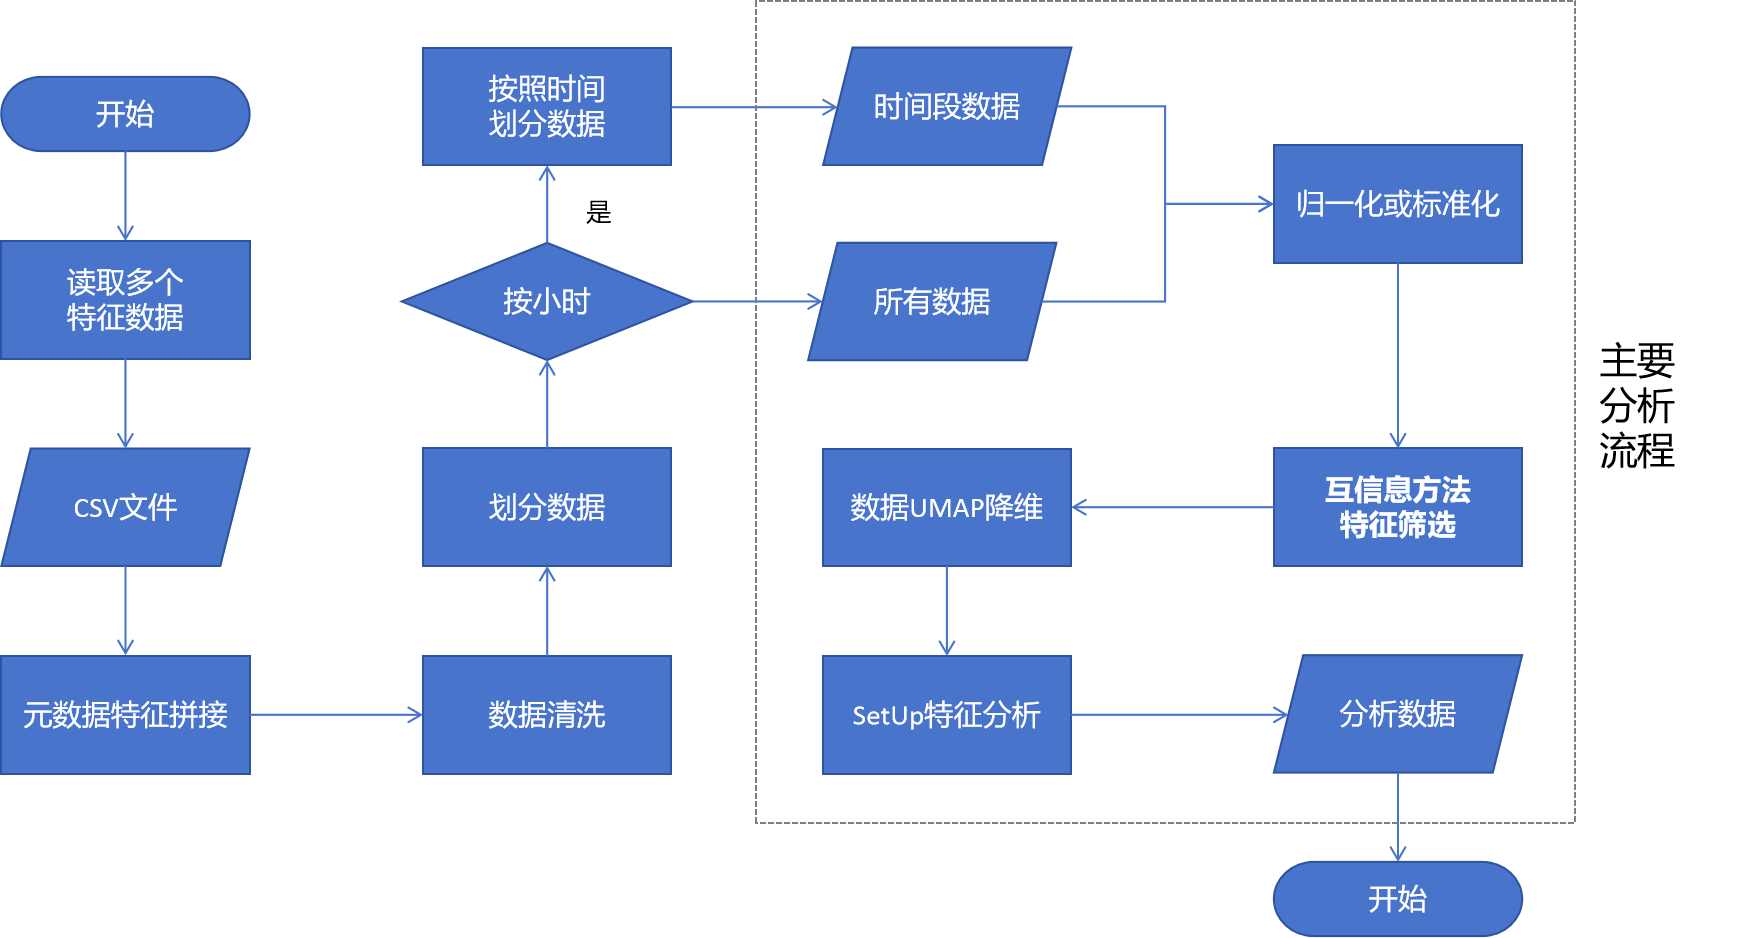 开始
读取多个
特征数据
CSV文件
元数据特征拼接
数据清洗
划分数据
按小时
是
按照时间
划分数据
时间段数据
所有数据
归一化或标准化
互信息方法
特征筛选
数据UMAP降维
SetUp特征分析
分析数据
开始
主要
分析
流程